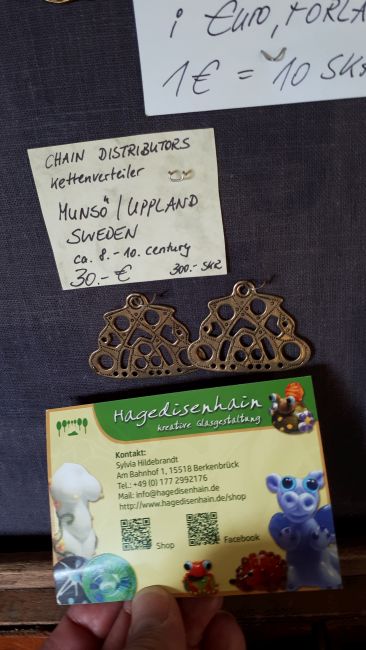 i EURO, FÖRLA
1€ = 10 SKR
CHAIN DISTRIBUTORS
Kettenverteiler
MUNSÖ / UPPLAND
SWEDEN
ca. 8. - 10. century
30.- € 300.- SKR
Hagedisenhain
kreative Glasgestaltung
Kontakt:
Sylvia Hildebrandt
Am Bahnhof 1, 15518 Berkenbrück
Tel.: +49 (0) 177 2992176
Mail: info@hagedisenhain.de
http://www.hagedisenhain.de/shop
Shop Facebook